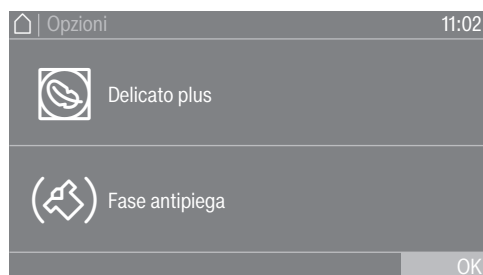 | Opzioni 11:02
Delicato plus
Fase antipiega
OK